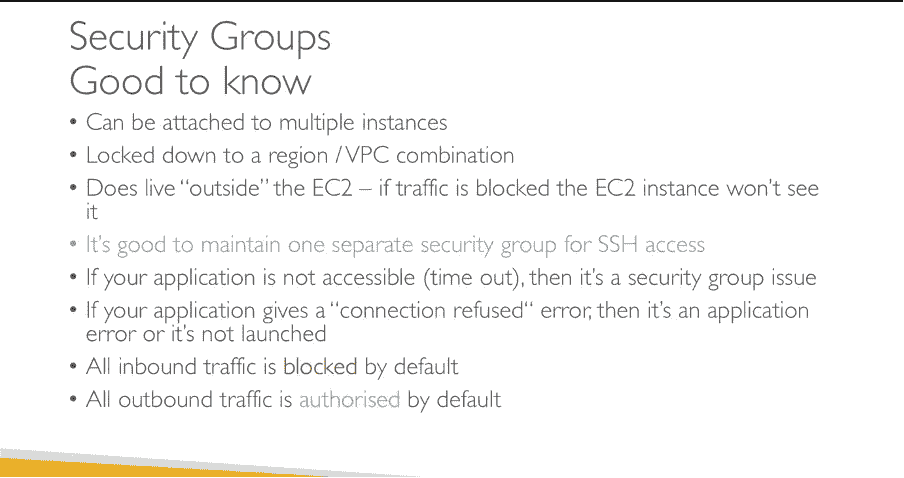 Security Groups
Good to know
• Can be attached to multiple instances
• Locked down to a region / VPC combination
• Does live “outside” the EC2 – if traffic is blocked the EC2 instance won’t see
it
• It’s good to maintain one separate security group for SSH access
• If your application is not accessible (time out), then it’s a security group issue
• If your application gives a “connection refused“ error, then it’s an application
error or it’s not launched
• All inbound traffic is blocked by default
• All outbound traffic is authorised by default